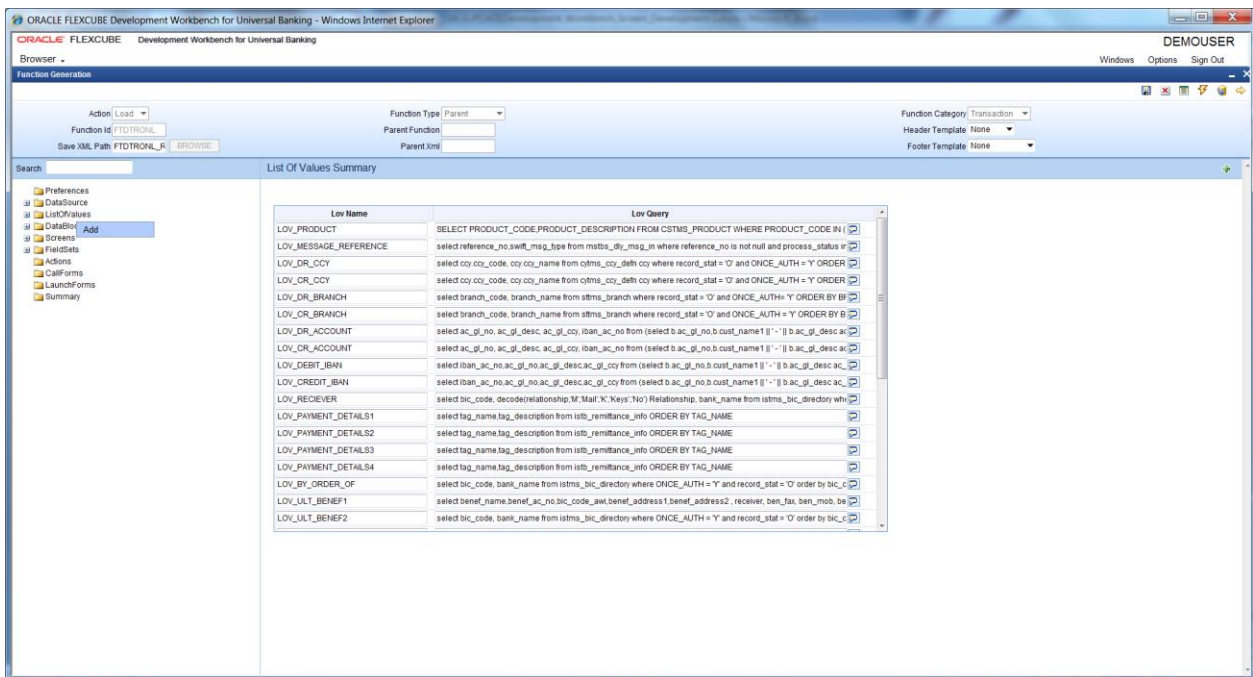 ORACLE FLEXCUBE Development Workbench for Universal Banking - Windows Internet Explorer
ORACLE FLEXCUBE Development Workbench for Universal Banking
DEMOUSER
Browser
Windows Options Sign Out
Function Generation
Action Load
Function Type Parent
Function Category Transaction
Function Id FTDTRONL
Parent Function
Header Template None
Save XML Path FTDTRONL_R BROWSE
Parent Xml
Footer Template None
Search
List Of Values Summary
Preferences
DataSource
ListOfValues
DataBloc
Add
Screens
FieldSets
Actions
CallForms
LaunchForms
Summary
Lov Name Lov Query
LOV_PRODUCT SELECT PRODUCT_CODE,PRODUCT_DESCRIPTION FROM CSTMS_PRODUCT WHERE PRODUCT_CODE IN (
LOV_MESSAGE_REFERENCE select reference_no,swift_msg_type from mstbs_dly_msg_in where reference_no is not null and process_status ir
LOV_DR_CCY select ccy.ccy_code, ccy.ccy_name from cytms_ccy_defn ccy where record_stat = 'O' and ONCE_AUTH = 'Y' ORDER
LOV_CR_CCY select ccy.ccy_code, ccy.ccy_name from cytms_ccy_defn ccy where record_stat = 'O' and ONCE_AUTH = 'Y' ORDER
LOV_DR_BRANCH select branch_code, branch_name from sttms_branch where record_stat = 'O' and ONCE_AUTH= 'Y' ORDER BY BF
LOV_CR_BRANCH select branch_code, branch_name from sttms_branch where record_stat = 'O' and ONCE_AUTH = 'Y' ORDER BY B
LOV_DR_ACCOUNT select ac_gl_no, ac_gl_desc, ac_gl_ccy, iban_ac_no from (select b.ac_gl_no,b.cust_name1 || ' - ' || b.ac_gl_desc ac
LOV_CR_ACCOUNT select ac_gl_no, ac_gl_desc, ac_gl_ccy, iban_ac_no from (select b.ac_gl_no,b.cust_name1 || ' - ' || b.ac_gl_desc ac
LOV_DEBIT_IBAN select iban_ac_no,ac_gl_no,ac_gl_desc,ac_gl_ccy from (select b.ac_gl_no,b.cust_name1 || ' - ' || b.ac_gl_desc ac_
LOV_CREDIT_IBAN select iban_ac_no,ac_gl_no,ac_gl_desc,ac_gl_ccy from (select b.ac_gl_no,b.cust_name1 || ' - ' || b.ac_gl_desc ac_
LOV_RECIEVER select bic_code, decode(relationship,'M','Mail','K','Keys','No') Relationship, bank_name from istms_bic_directory whe
LOV_PAYMENT_DETAILS1 select tag_name,tag_description from istb_remittance_info ORDER BY TAG_NAME
LOV_PAYMENT_DETAILS2 select tag_name,tag_description from istb_remittance_info ORDER BY TAG_NAME
LOV_PAYMENT_DETAILS3 select tag_name,tag_description from istb_remittance_info ORDER BY TAG_NAME
LOV_PAYMENT_DETAILS4 select tag_name,tag_description from istb_remittance_info ORDER BY TAG_NAME
LOV_BY_ORDER_OF select bic_code, bank_name from istms_bic_directory where ONCE_AUTH = 'Y' and record_stat = 'O' order by bic_c
LOV_ULT_BENEF1 select benef_name,benef_ac_no,bic_code_awi,benef_address1,benef_address2 , receiver, ben_fax, ben_mob, be
LOV_ULT_BENEF2 select bic_code, bank_name from istms_bic_directory where ONCE_AUTH = 'Y' and record_stat = 'O' order by bic_c